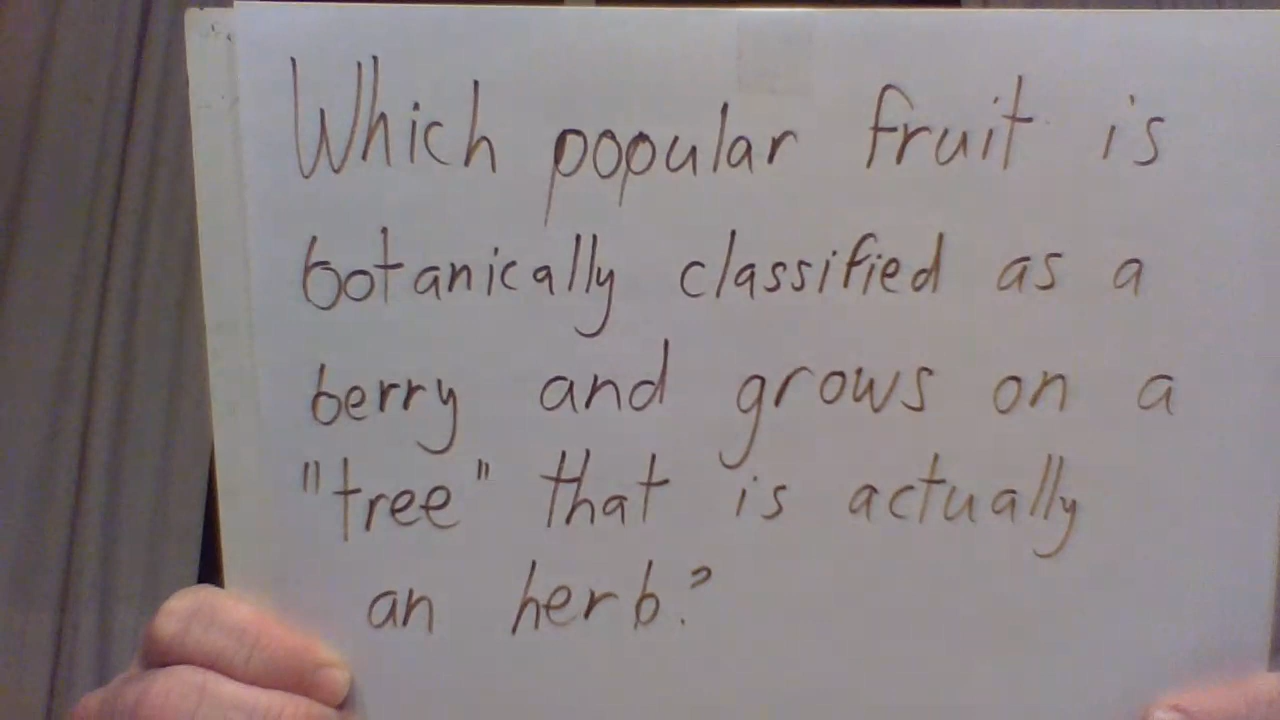 Which popular fruit is
botanically classified as a
berry and grows on a
"tree" that is actually
an herb?